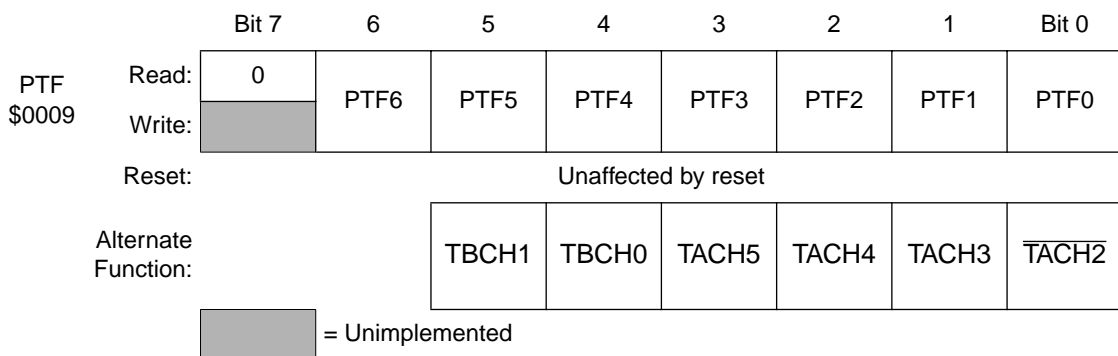 Bit 7 6 5 4 3 2 1 Bit 0
PTF
$0009
Read: 0 PTF6 PTF5 PTF4 PTF3 PTF2 PTF1 PTF0
Write:
Reset: Unaffected by reset
Alternate
Function:
TBCH1 TBCH0 TACH5 TACH4 TACH3 T̅A̅C̅H̅2̅
= Unimplemented